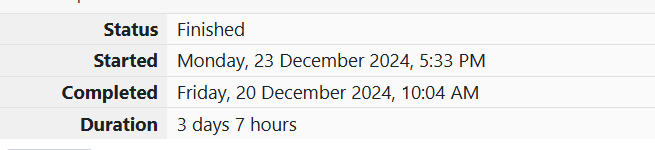 Status Finished
Started Monday, 23 December 2024, 5:33 PM
Completed Friday, 20 December 2024, 10:04 AM
Duration 3 days 7 hours